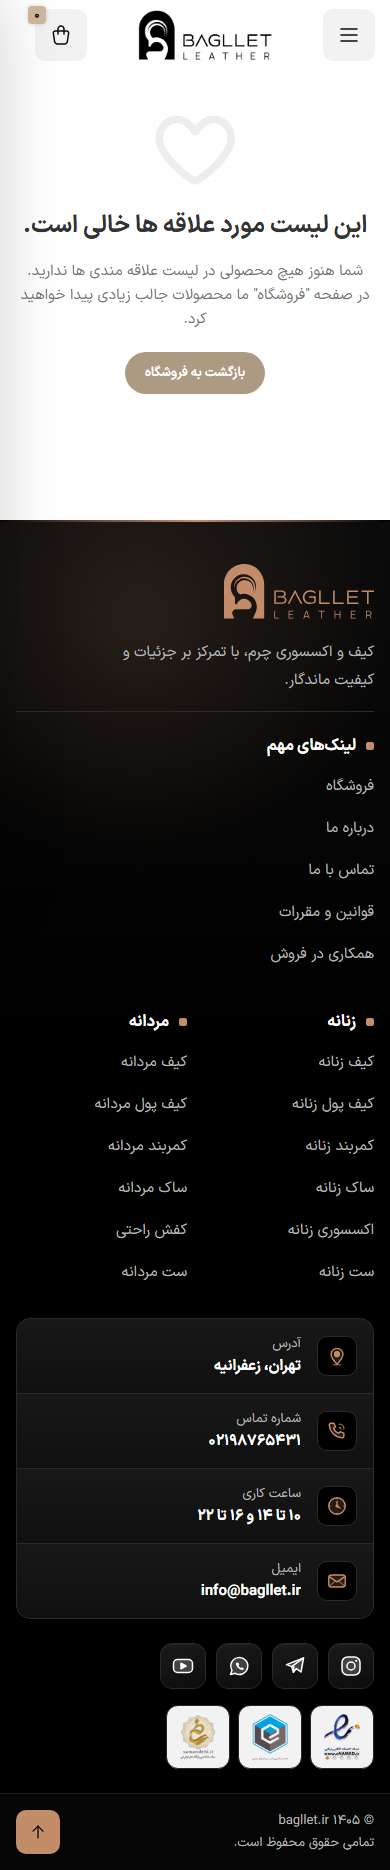 ۰
BAGLLET
LEATHER
این لیست مورد علاقه ها خالی است.
شما هنوز هیچ محصولی در لیست علاقه مندی ها ندارید.
در صفحه "فروشگاه" ما محصولات جالب زیادی پیدا خواهید
کرد.
بازگشت به فروشگاه
BAGLLET
LEATHER
کیف و اکسسوری چرم، با تمرکز بر جزئیات و
کیفیت ماندگار.
لینک‌های مهم
فروشگاه
درباره ما
تماس با ما
قوانین و مقررات
همکاری در فروش
زنانه
کیف زنانه
کیف پول زنانه
کمربند زنانه
ساک زنانه
اکسسوری زنانه
ست زنانه
مردانه
کیف مردانه
کیف پول مردانه
کمربند مردانه
ساک مردانه
کفش راحتی
ست مردانه
آدرس
تهران، زعفرانیه
شماره تماس
۰۲۱۹۸۷۶۵۴۳۱
ساعت کاری
۱۰ تا ۱۴ و ۱۶ تا ۲۲
ایمیل
info@bagllet.ir
www.eNAMAD.ir
samandehi.ir
© ۱۴۰۵ bagllet.ir
تمامی حقوق محفوظ است.